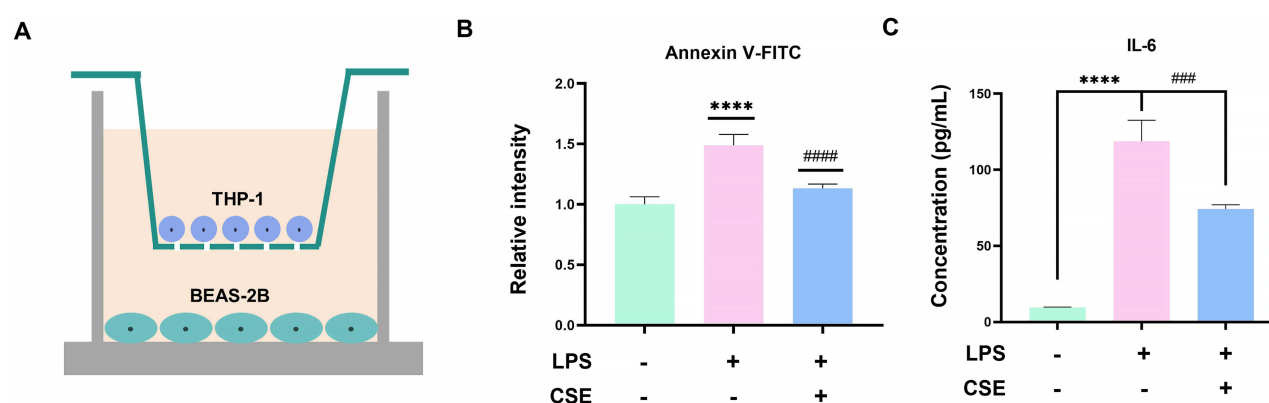 A
THP-1
BEAS-2B
B
Annexin V-FITC
Relative intensity
2.0
1.5
1.0
0.5
0.0
****
####
LPS - + +
CSE - - +
C
IL-6
Concentration (pg/mL)
150
100
50
0
**** ###
LPS - + +
CSE - - +